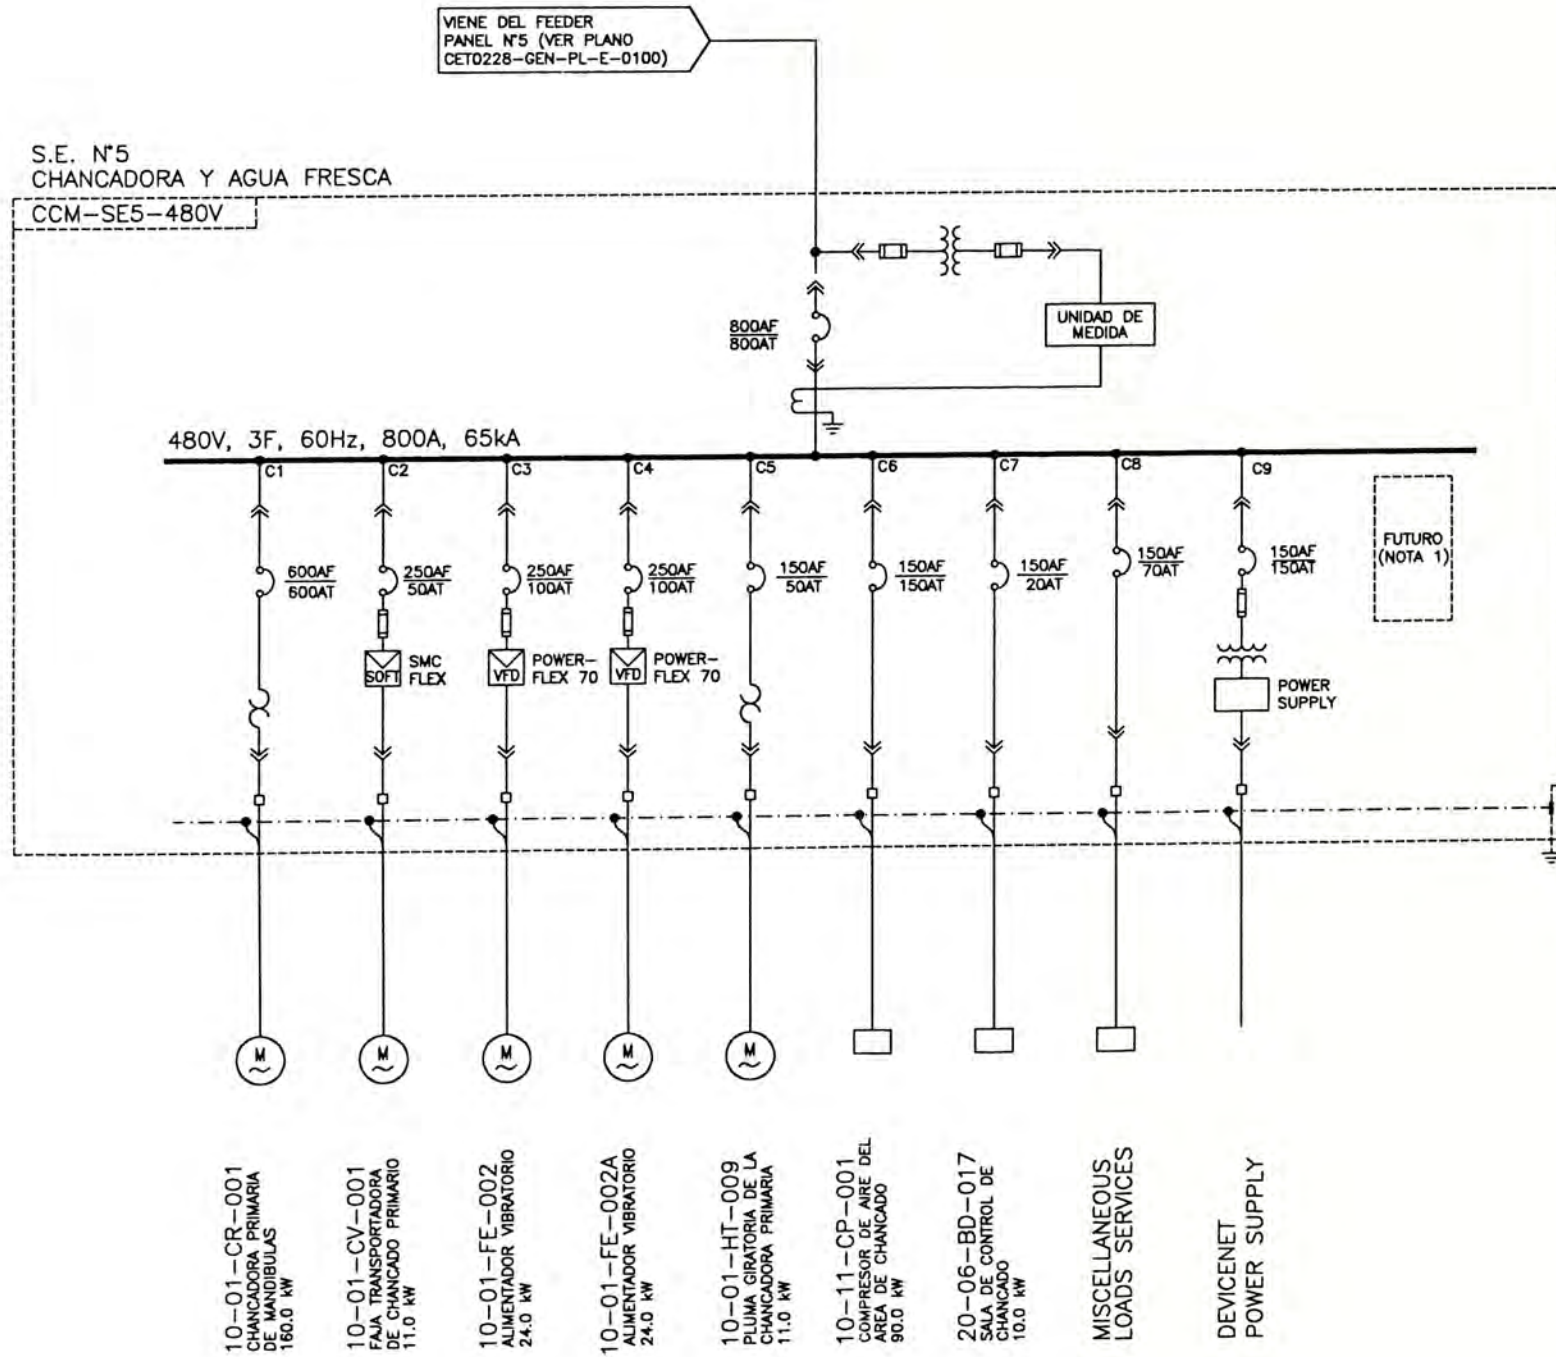 VIENE DEL FEEDER
PANEL N°5 (VER PLANO
CET0228-GEN-PL-E-0100)
S.E. N°5
CHANCADORA Y AGUA FRESCA
CCM-SE5-480V
UNIDAD DE
MEDIDA
800AF
800AT
480V, 3F, 60Hz, 800A, 65kA
C1
C2
C3
C4
C5
C6
C7
C8
C9
600AF
600AT
250AF
50AT
250AF
100AT
250AF
100AT
150AF
50AT
150AF
150AT
150AF
20AT
150AF
70AT
150AF
150AT
FUTURO
(NOTA 1)
SOFT
SMC
FLEX
VFD
POWER-
FLEX 70
VFD
POWER-
FLEX 70
POWER
SUPPLY
M
M
M
M
M
10-01-CR-001
CHANCADORA PRIMARIA
DE MANDIBULAS
160.0 kW
10-01-CV-001
FAJA TRANSPORTADORA
DE CHANCADO PRIMARIO
11.0 kW
10-01-FE-002
ALIMENTADOR VIBRATORIO
24.0 kW
10-01-FE-002A
ALIMENTADOR VIBRATORIO
24.0 kW
10-01-HT-009
PLUMA GIRATORIA DE LA
CHANCADORA PRIMARIA
11.0 kW
10-11-CP-001
COMPRESOR DE AIRE DEL
AREA DE CHANCADO
90.0 kW
20-06-BD-017
SALA DE CONTROL DE
CHANCADO
10.0 kW
MISCELLANEOUS
LOADS SERVICES
DEVICENET
POWER SUPPLY